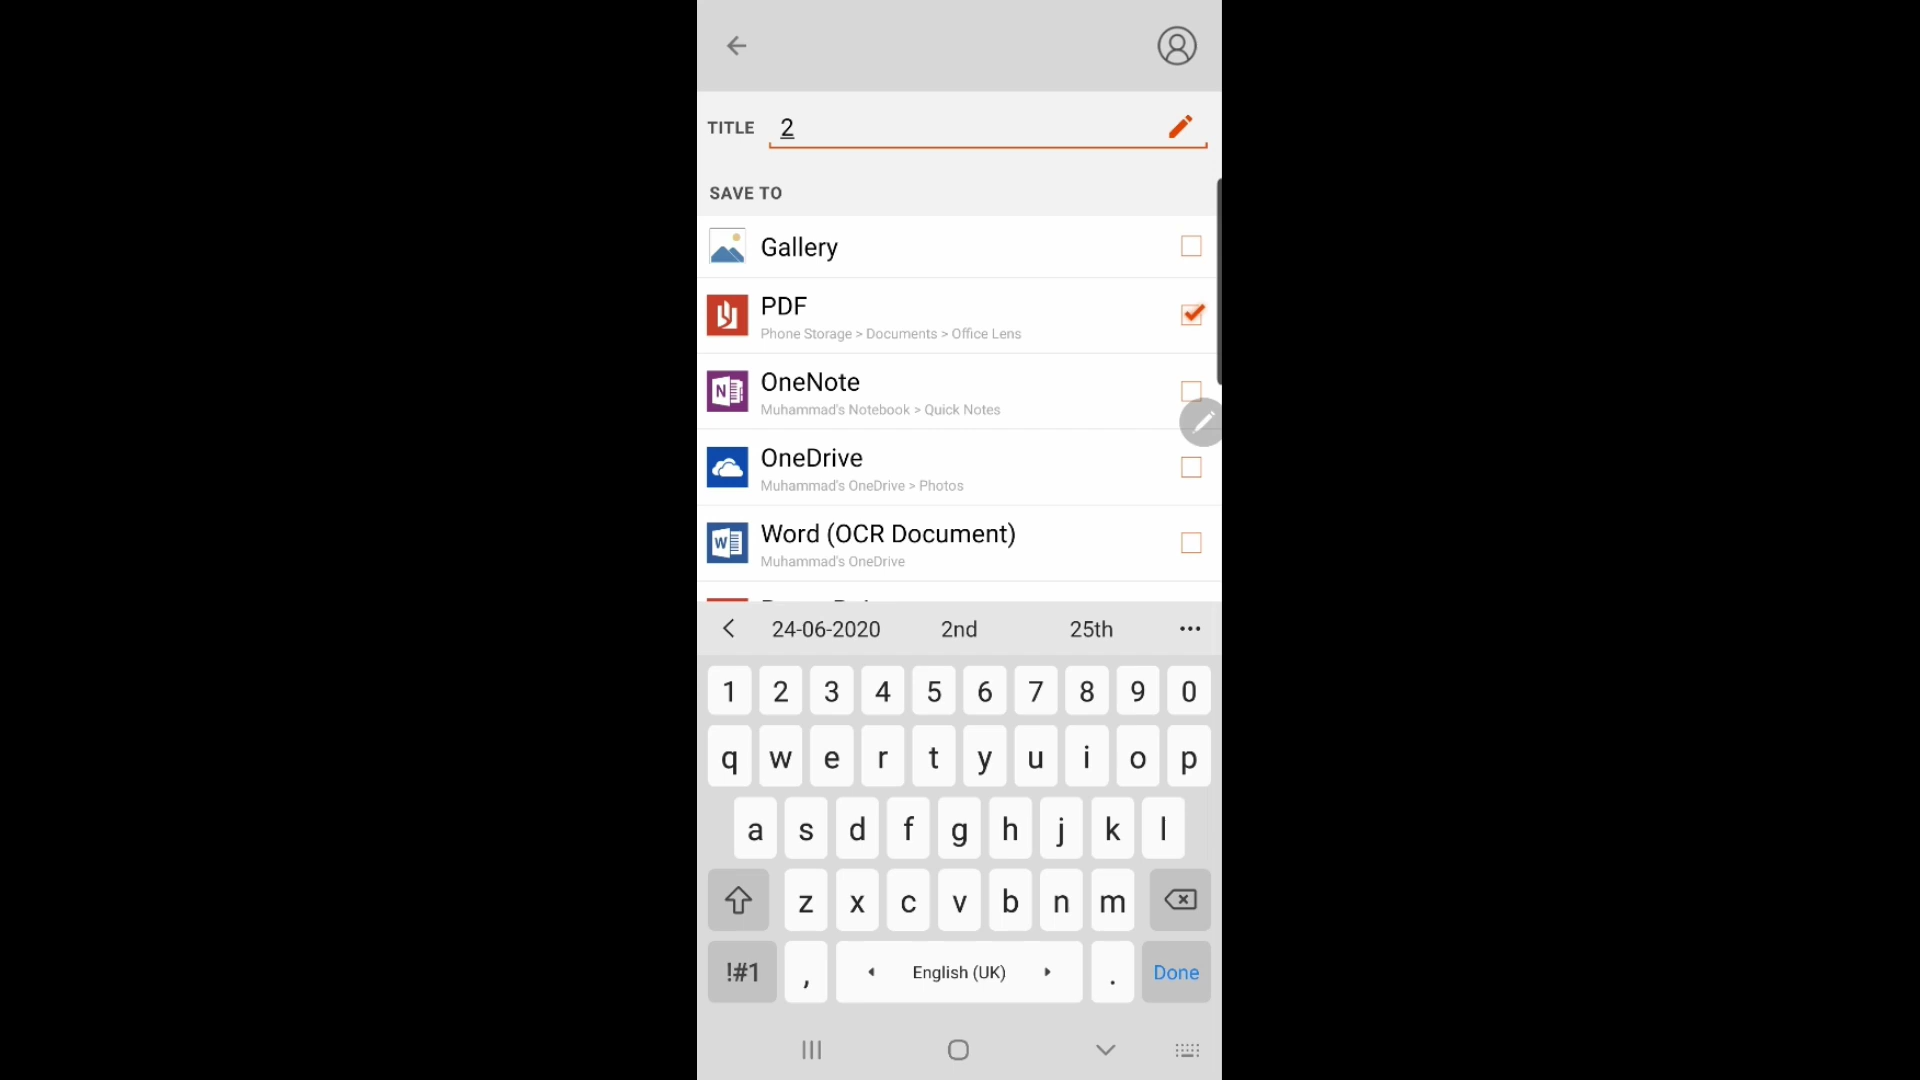 TITLE 2
SAVE TO
Gallery
PDF
Phone Storage > Documents > Office Lens
N OneNote
Muhammad's Notebook > Quick Notes
OneDrive
Muhammad's OneDrive > Photos
W Word (OCR Document)
Muhammad's OneDrive
24-06-2020 2nd 25th
1 2 3 4 5 6 7 8 9 0
q w e r t y u i o p
a s d f g h j k l
z x c v b n m
!#1 , English (UK) . Done